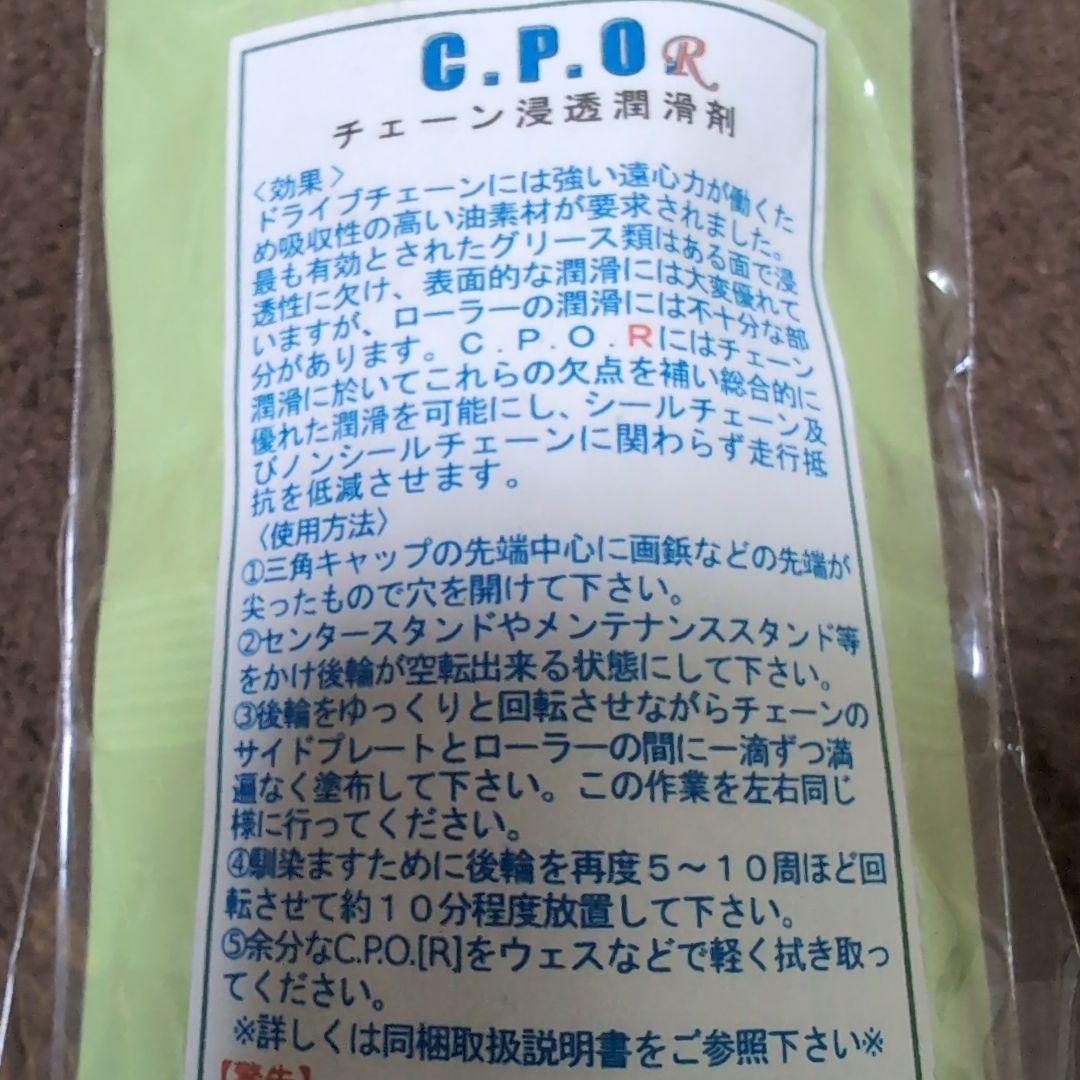 C.P.O.R
チェーン浸透潤滑剤
〈効果〉
ドライブチェーンには強い遠心力が働くた
め吸収性の高い油素材が要求されました。
最も有効とされたグリース類はある面で浸
透性に欠け、表面的な潤滑には大変優れて
いますが、ローラーの潤滑には不十分な部
分があります。C.P.O.Rにはチェーン
潤滑に於いてこれらの欠点を補い総合的に
優れた潤滑を可能にし、シールチェーン及
びノンシールチェーンに関わらず走行抵
抗を低減させます。
〈使用方法〉
①三角キャップの先端中心に画鋲などの先端が
尖ったもので穴を開けて下さい。
②センタースタンドやメンテナンススタンド等
をかけ後輪が空転出来る状態にして下さい。
③後輪をゆっくりと回転させながらチェーンの
サイドプレートとローラーの間に一滴ずつ満
遍なく塗布して下さい。この作業を左右同じ
様に行ってください。
④馴染ますために後輪を再度5～10周ほど回
転させて約10分程度放置して下さい。
⑤余分なC.P.O.[R]をウェスなどで軽く拭き取っ
てください。
※詳しくは同梱取扱説明書をご参照下さい※
【警告】